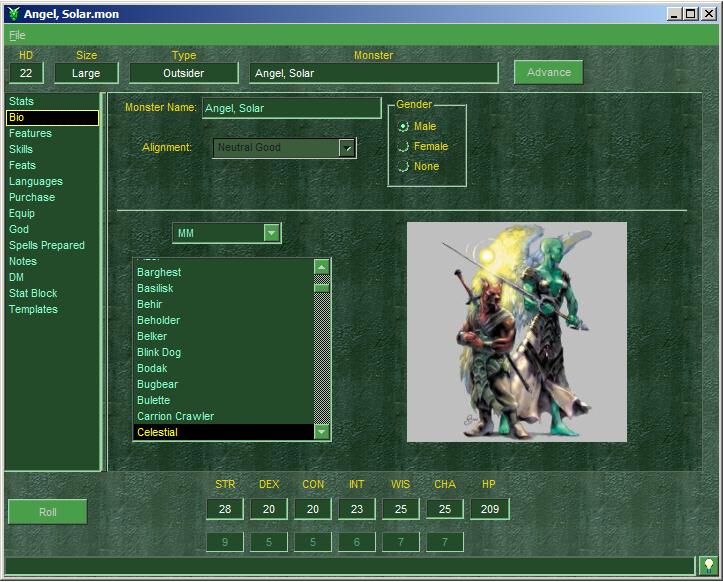 Angel, Solar.mon
File
HD Size Type Monster
22 Large Outsider Angel, Solar Advance
Stats
Bio
Features
Skills
Feats
Languages
Purchase
Equip
God
Spells Prepared
Notes
DM
Stat Block
Templates
Monster Name: Angel, Solar
Alignment: Neutral Good
Gender
Male
Female
None
MM
Barghest
Basilisk
Behir
Beholder
Belker
Blink Dog
Bodak
Bugbear
Bulette
Carrion Crawler
Celestial
STR DEX CON INT WIS CHA HP
Roll 28 20 20 23 25 25 209
9 5 5 6 7 7